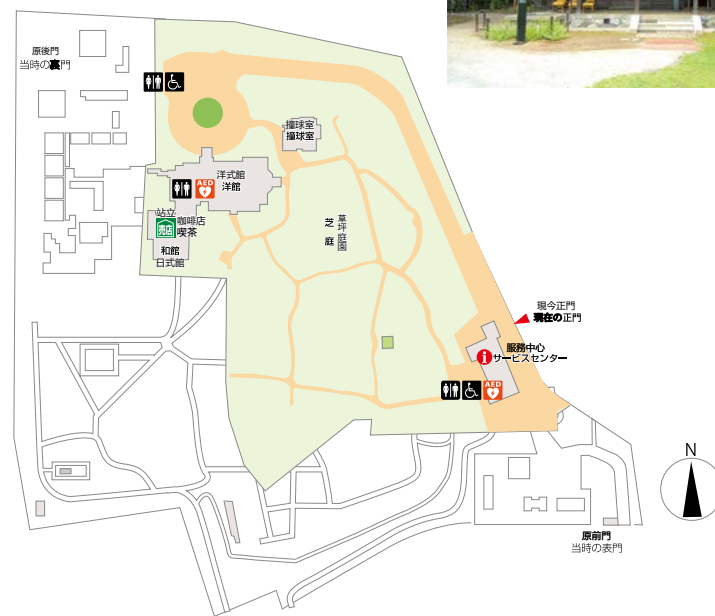 原後門
当時の裏門
撞球室
撞球室
洋式館
洋館
AED
站立
咖啡店
喫茶
売店
和館
日式館
草坪庭園
芝庭
現今正門
現在の正門
服務中心
サービスセンター
i
AED
N
原前門
当時の表門